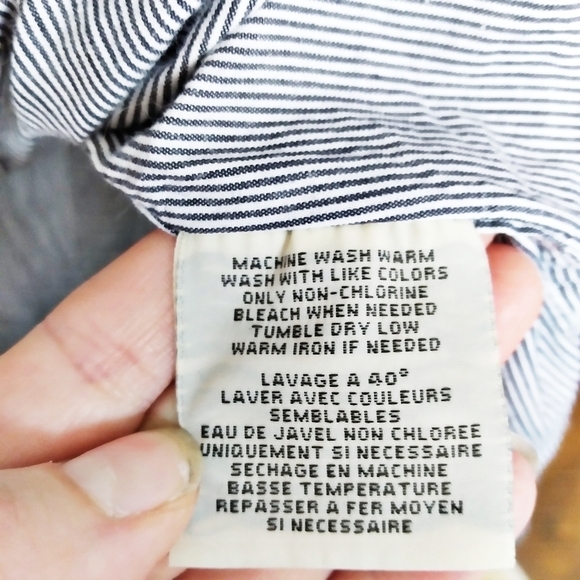 MACHINE WASH WARM
WASH WITH LIKE COLORS
ONLY NON-CHLORINE
BLEACH WHEN NEEDED
TUMBLE DRY LOW
WARM IRON IF NEEDED
LAVAGE A 40°
LAVER AVEC COULEURS
SEMBLABLES
EAU DE JAVEL NON CHLOREE
UNIQUEMENT SI NECESSAIRE
SECHAGE EN MACHINE
BASSE TEMPERATURE
REPASSER A FER MOYEN
SI NECESSAIRE